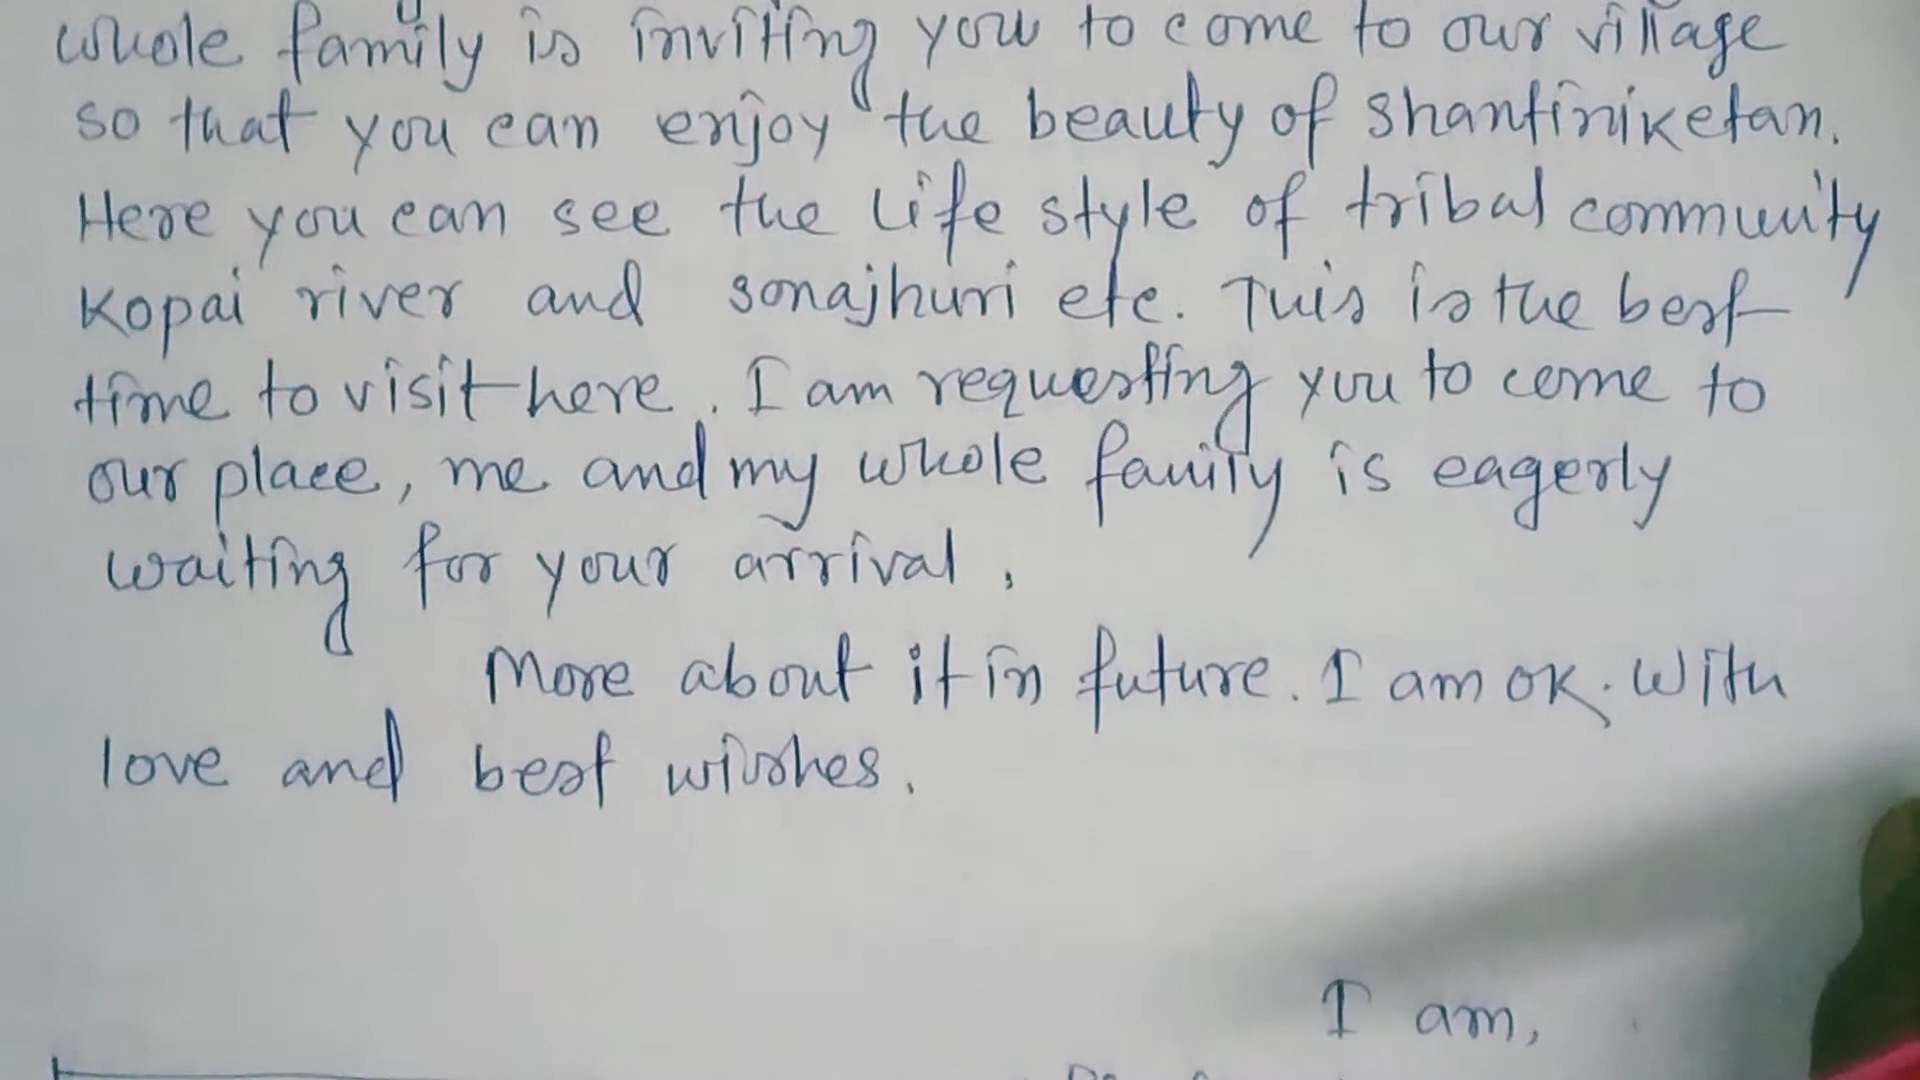 whole family is inviting you to come to our village
so that you can enjoy the beauty of shantiniketan.
Here you can see the life style of tribal community
Kopai river and sonajhuri etc. This is the best
time to visit here. I am requesting you to come to
our place, me and my whole family is eagerly
waiting for your arrival.
More about it in future. I am ok. With
love and best wishes.
I am,